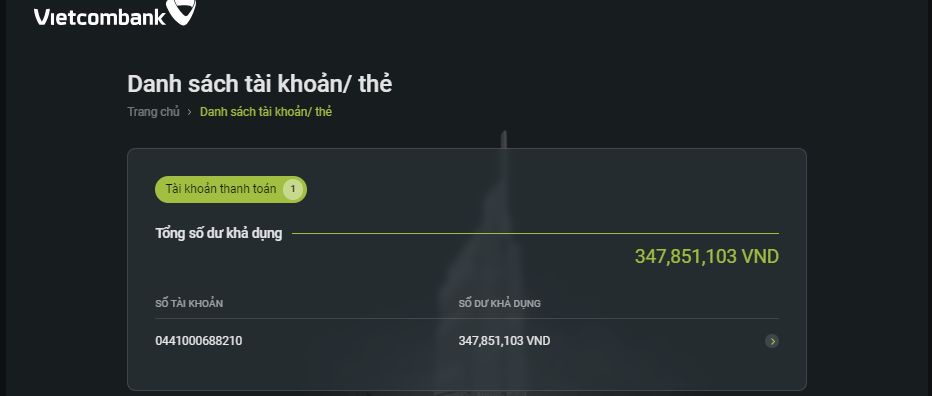 Vietcombank
Danh sách tài khoản/ thẻ
Trang chủ › Danh sách tài khoản/ thẻ
Tài khoản thanh toán 1
Tổng số dư khả dụng
347,851,103 VND
SỐ TÀI KHOẢN SỐ DƯ KHẢ DỤNG
0441000688210 347,851,103 VND